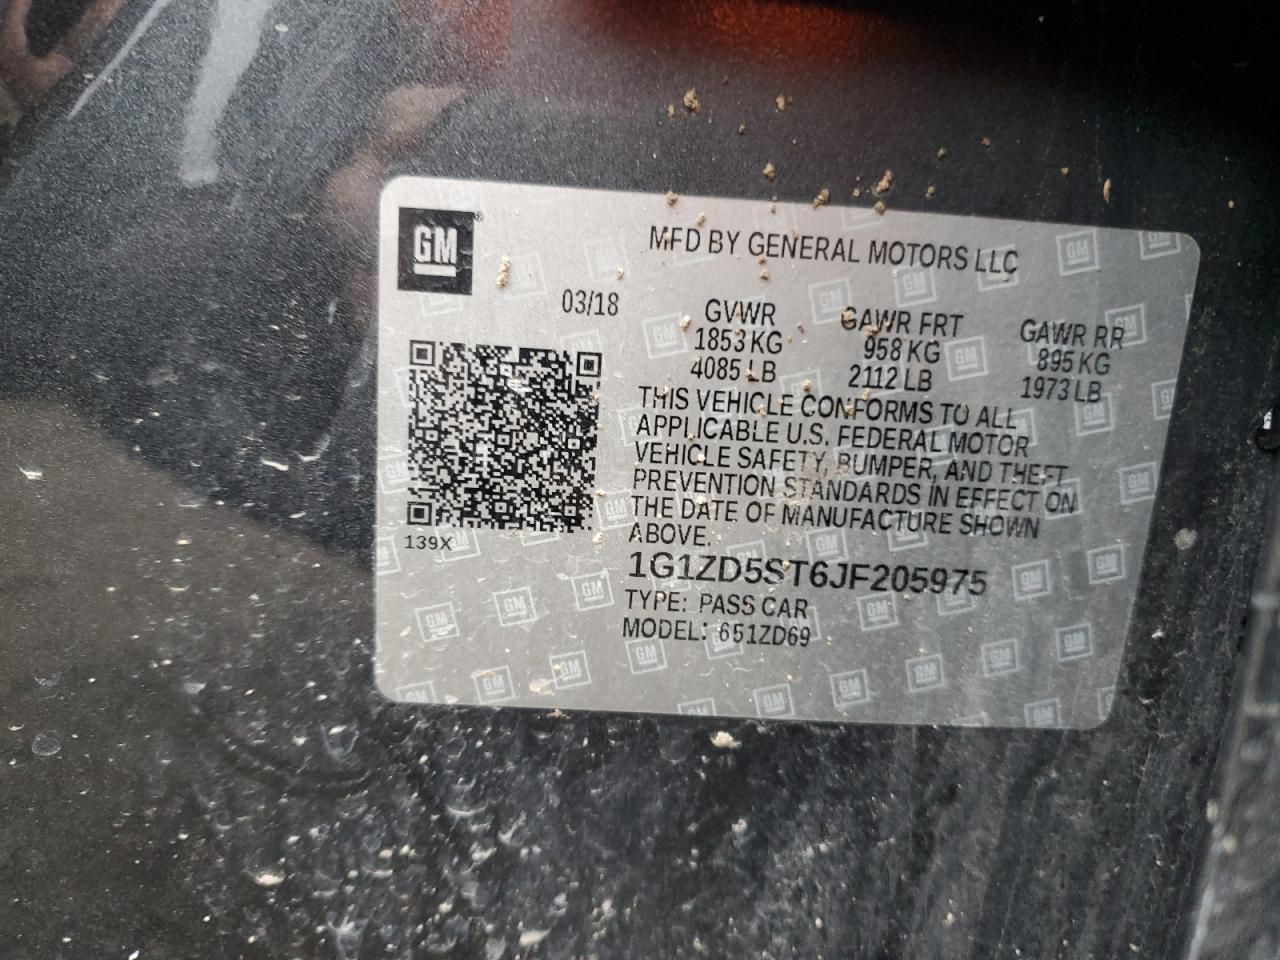 GM ®
MFD BY GENERAL MOTORS LLC
03/18 GVWR GAWR FRT GAWR RR
1853 KG 958 KG 895 KG
4085 LB 2112 LB 1973 LB
THIS VEHICLE CONFORMS TO ALL
APPLICABLE U.S. FEDERAL MOTOR
VEHICLE SAFETY, BUMPER, AND THEFT
PREVENTION STANDARDS IN EFFECT ON
THE DATE OF MANUFACTURE SHOWN
ABOVE.
139X
1G1ZD5ST6JF205975
TYPE: PASS CAR
MODEL: 651ZD69